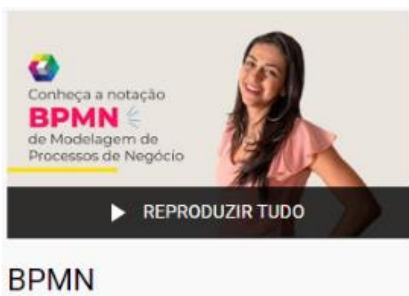 Conheça a notação
BPMN
de Modelagem de
Processos de Negócio
REPRODUZIR TUDO
BPMN